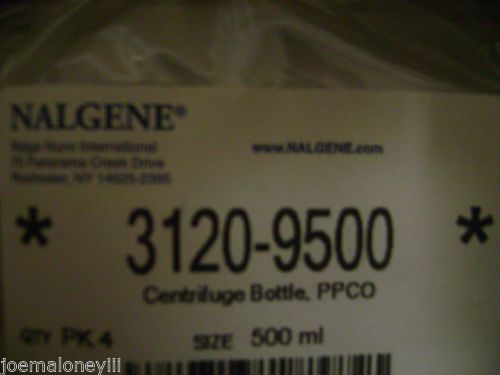 NALGENE®
Nalge Nunc International
75 Panorama Creek Drive
Rochester, NY 14625-2385
www.NALGENE.com
* 3120-9500 *
Centrifuge Bottle, PPCO
QTY PK 4 SIZE 500 ml
joemaloneyiii